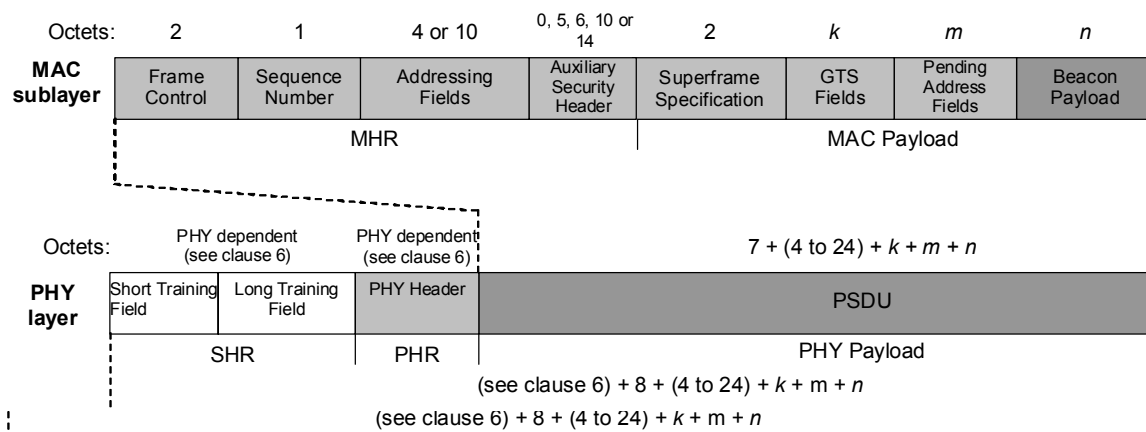 Octets: 2 1 4 or 10 0, 5, 6, 10 or 14 2 k m n
MAC sublayer
Frame Control
Sequence Number
Addressing Fields
Auxiliary Security Header
Superframe Specification
GTS Fields
Pending Address Fields
Beacon Payload
MHR
MAC Payload
Octets:
PHY dependent (see clause 6)
PHY dependent (see clause 6)
7 + (4 to 24) + k + m + n
PHY layer
Short Training Field
Long Training Field
PHY Header
PSDU
SHR
PHR
PHY Payload
(see clause 6) + 8 + (4 to 24) + k + m + n
(see clause 6) + 8 + (4 to 24) + k + m + n